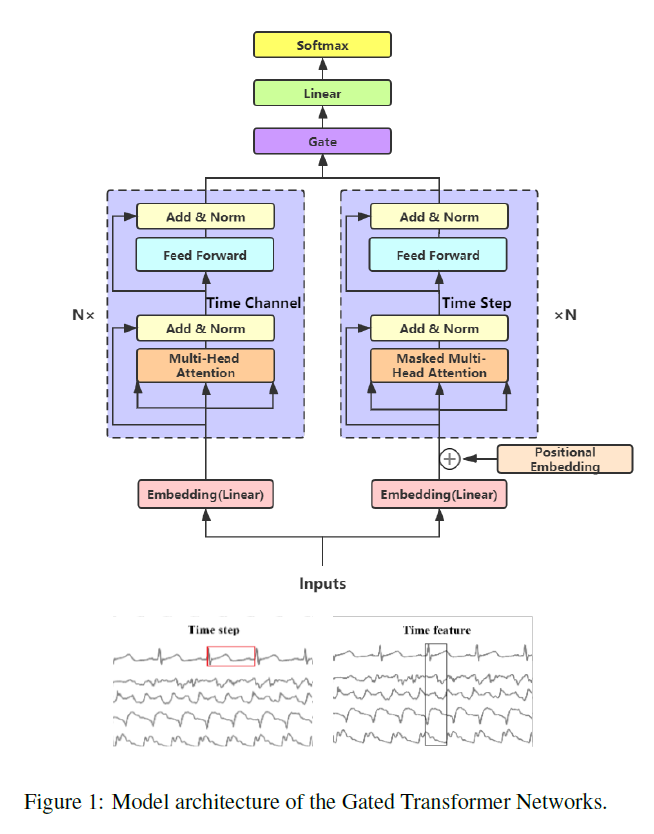 Softmax
Linear
Gate
Add & Norm
Feed Forward
Time Channel
Add & Norm
Multi-Head
Attention
N×
Add & Norm
Feed Forward
Time Step
Add & Norm
Masked Multi-
Head Attention
×N
Positional
Embedding
Embedding(Linear)
Embedding(Linear)
Inputs
Time step
Time feature
Figure 1: Model architecture of the Gated Transformer Networks.